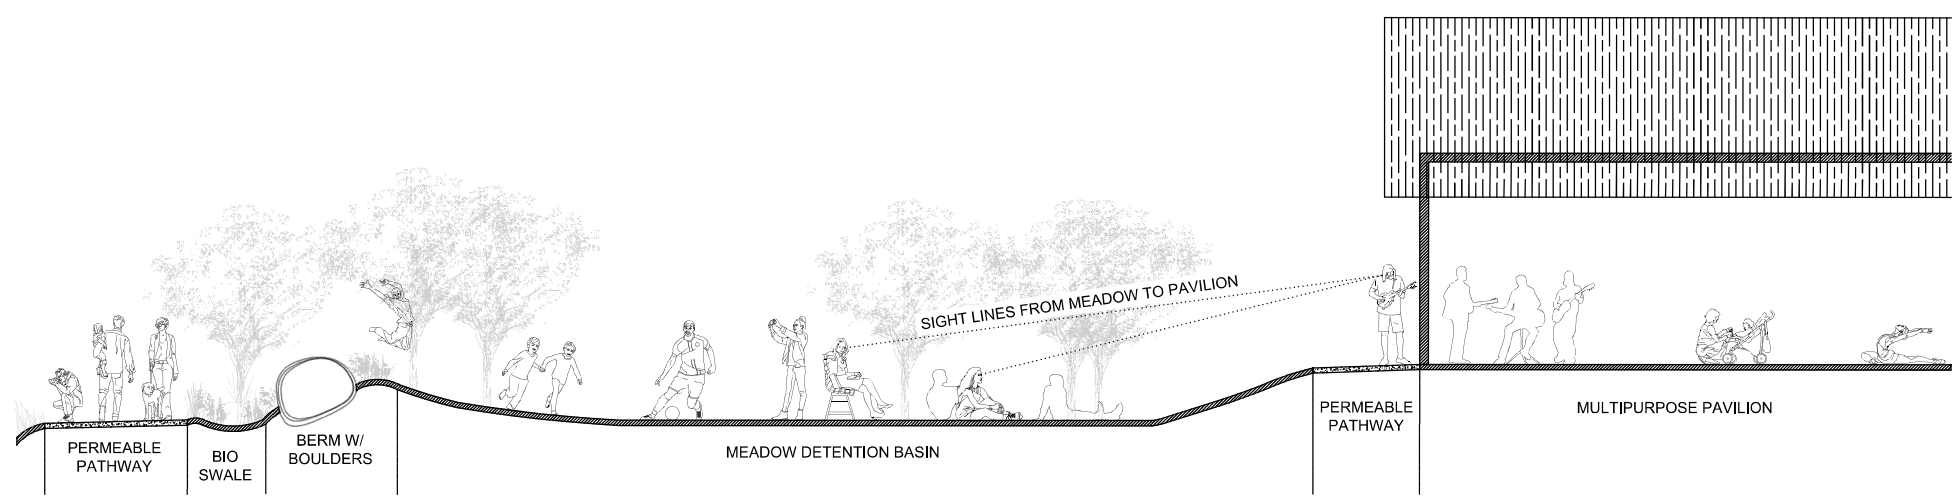 SIGHT LINES FROM MEADOW TO PAVILION
PERMEABLE
PATHWAY
BIO
SWALE
BERM W/
BOULDERS
MEADOW DETENTION BASIN
PERMEABLE
PATHWAY
MULTIPURPOSE PAVILION